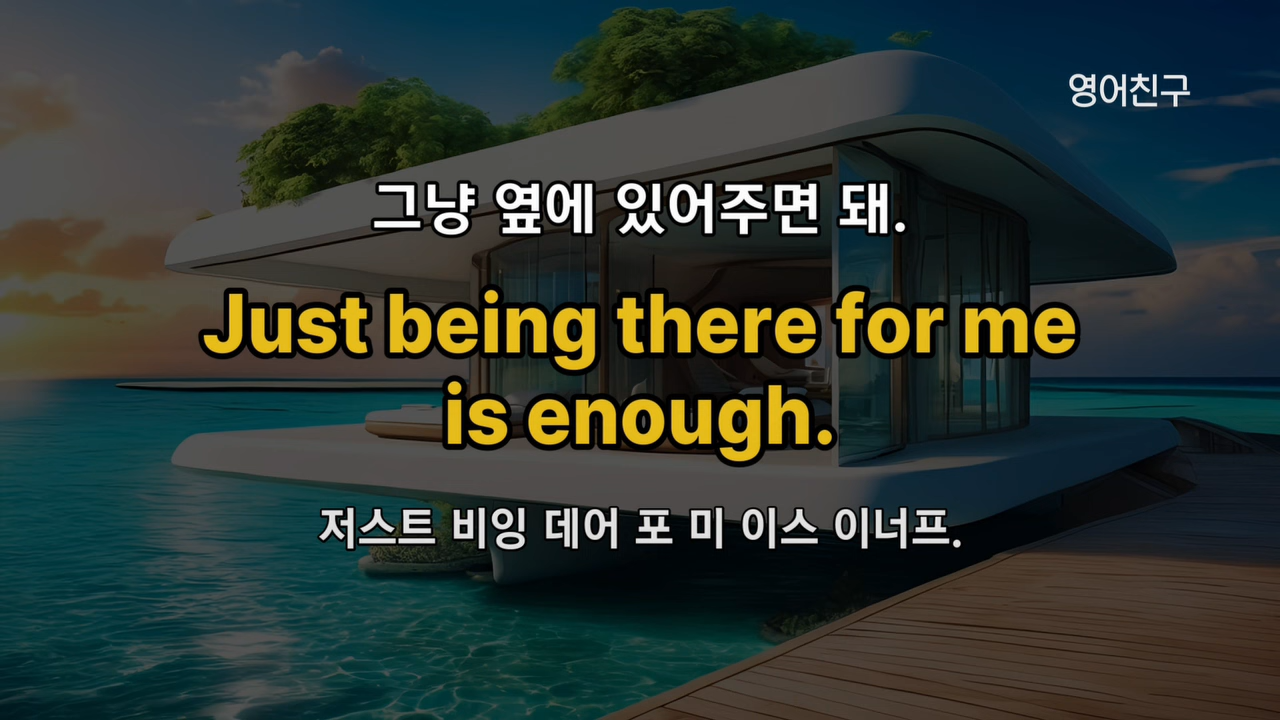 영어친구
그냥 옆에 있어주면 돼.
Just being there for me
is enough.
저스트 비잉 데어 포 미 이스 이너프.